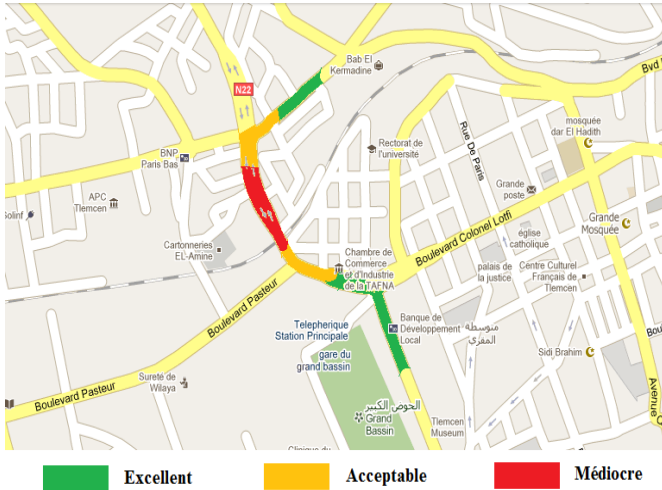 Bab El
Kermadine
Bvd
N22
mosquée
dar El Hadith
Rue De Paris
Rectorat de
l'université
BNP
Paris Bas
Grande
poste
APC
Tlemcen
Solinf
Boulevard Colonel Lotfi
Grande
Mosquée
église
catholique
Cartonneries
EL-Amine
Chambre de
Commerce
et d'Industrie
de la TAFNA
palais de
la justice
Centre Culturel
Français de
Tlemcen
Boulevard Pasteur
Telepherique
Station Principale
gare du
grand bassin
Banque de
Développement
Local
متوسطة
المقري
Sidi Brahim
Sureté de
Wilaya
Boulevard Pasteur
الحوض الكبير
Grand
Bassin
Tlemcen
Museum
Avenue
Clinique du
Excellent
Acceptable
Médiocre